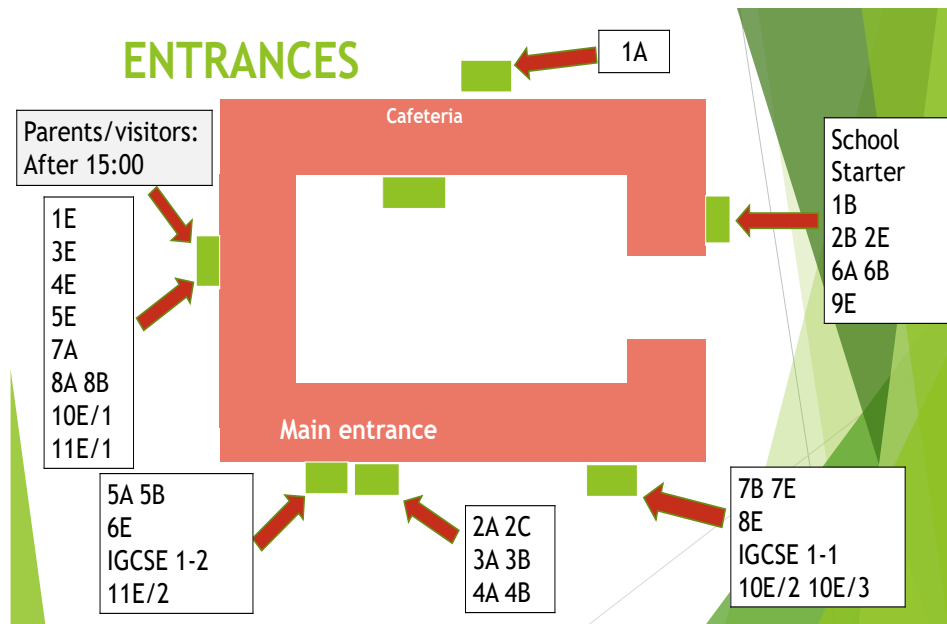 ENTRANCES
1A
Cafeteria
Parents/visitors:
After 15:00
School
Starter
1B
2B 2E
6A 6B
9E
1E
3E
4E
5E
7A
8A 8B
10E/1
11E/1
Main entrance
5A 5B
6E
IGCSE 1-2
11E/2
2A 2C
3A 3B
4A 4B
7B 7E
8E
IGCSE 1-1
10E/2 10E/3